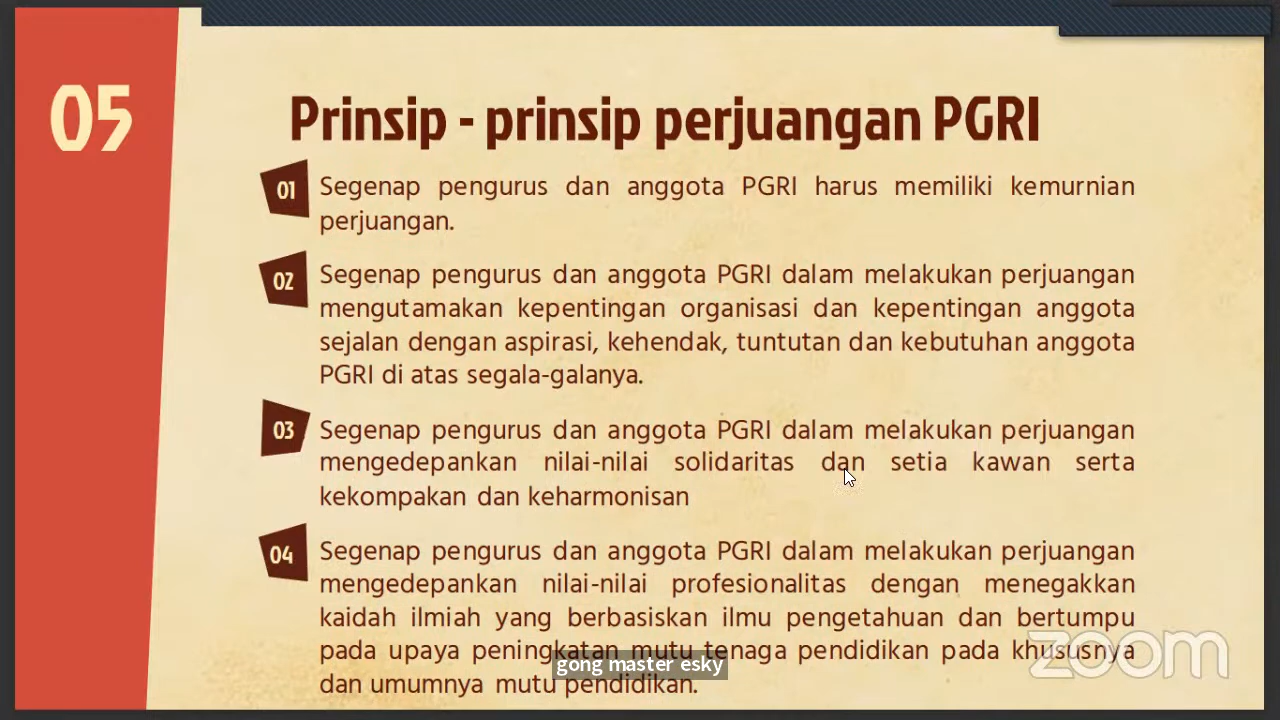 05
Prinsip - prinsip perjuangan PGRI
01
Segenap pengurus dan anggota PGRI harus memiliki kemurnian
perjuangan.
02
Segenap pengurus dan anggota PGRI dalam melakukan perjuangan
mengutamakan kepentingan organisasi dan kepentingan anggota
sejalan dengan aspirasi, kehendak, tuntutan dan kebutuhan anggota
PGRI di atas segala-galanya.
03
Segenap pengurus dan anggota PGRI dalam melakukan perjuangan
mengedepankan nilai-nilai solidaritas dan setia kawan serta
kekompakan dan keharmonisan
04
Segenap pengurus dan anggota PGRI dalam melakukan perjuangan
mengedepankan nilai-nilai profesionalitas dengan menegakkan
kaidah ilmiah yang berbasiskan ilmu pengetahuan dan bertumpu
pada upaya peningkatan mutu tenaga pendidikan pada khususnya
dan umumnya mutu pendidikan.
gong master esky
zoom